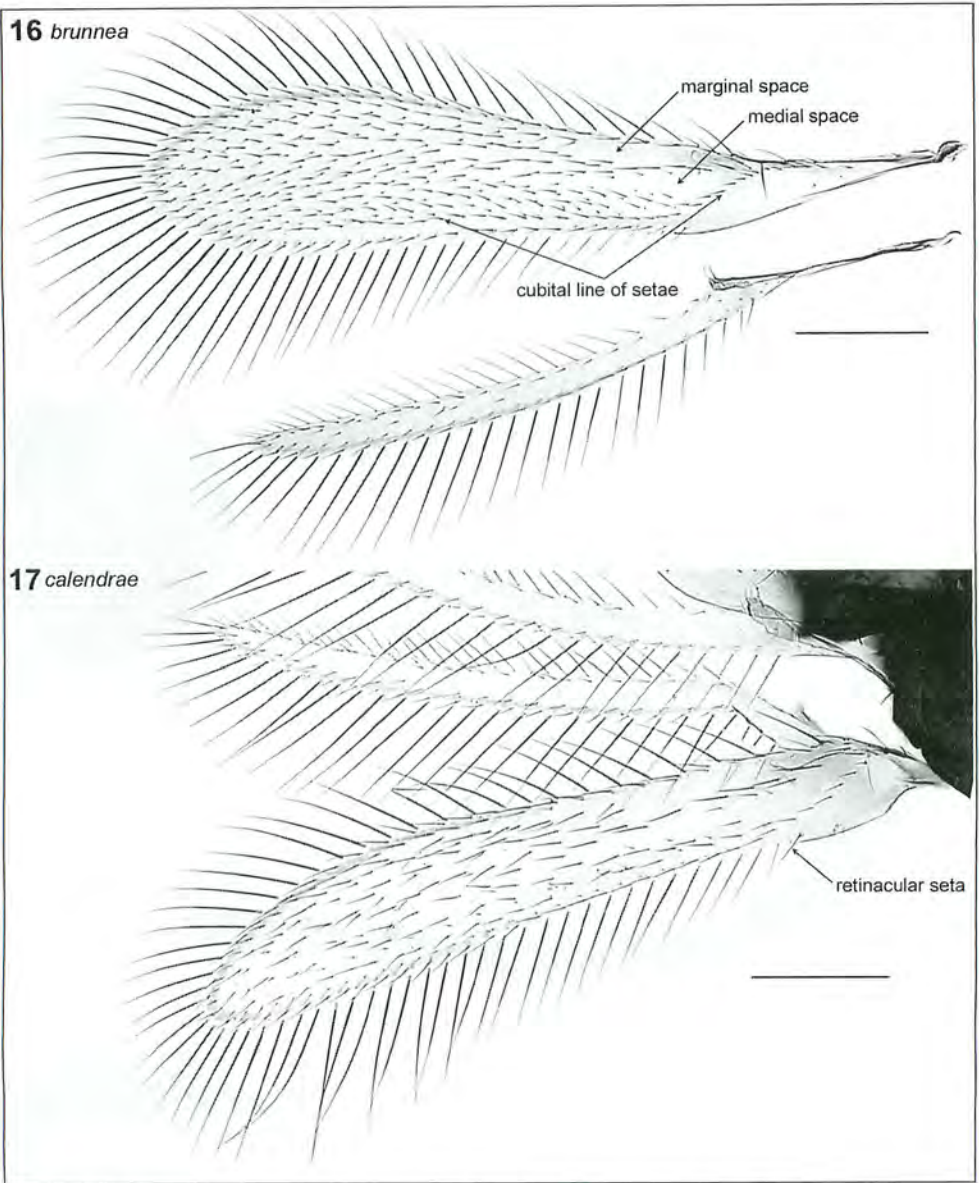 16 brunnea
marginal space
medial space
cubital line of setae
17 calendrae
retinacular seta